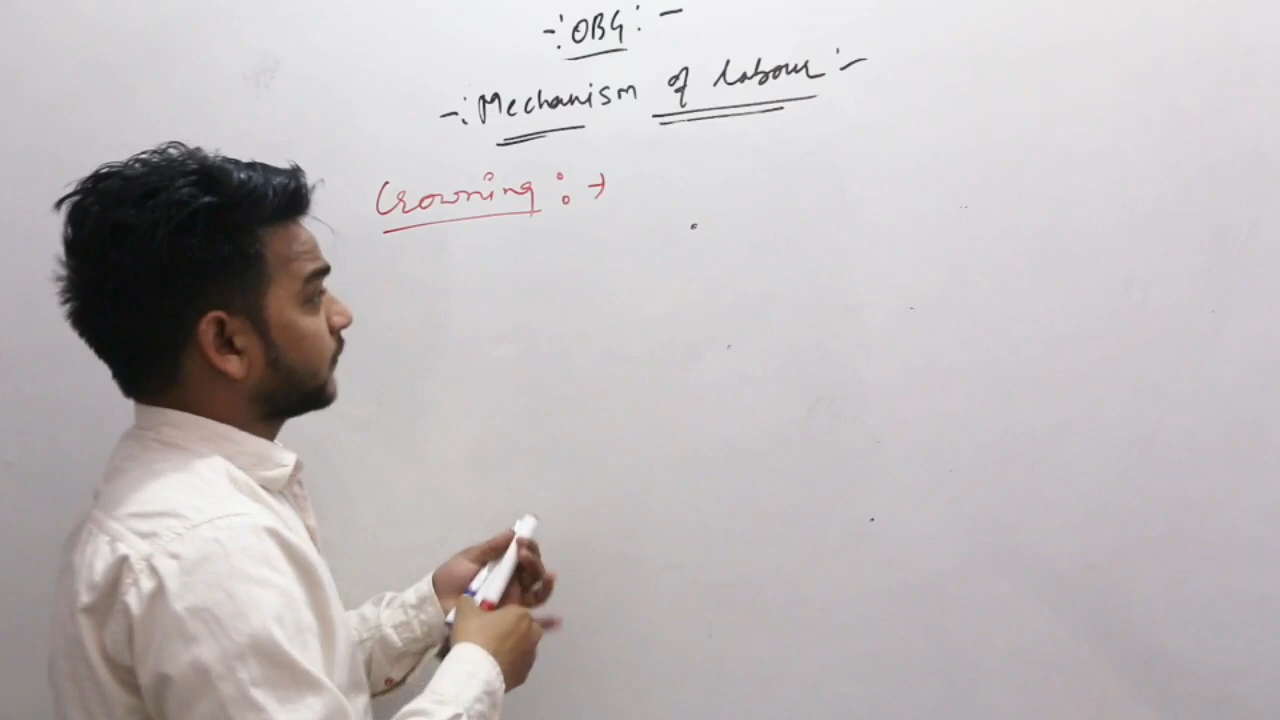 -: OBG :-
-: Mechanism of labour :-
Crowning : →